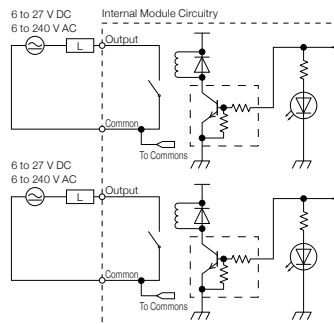 6 to 27 V DC
6 to 240 V AC
Internal Module Circuitry
L
Output
Common
To Commons
6 to 27 V DC
6 to 240 V AC
L
Output
Common
To Commons